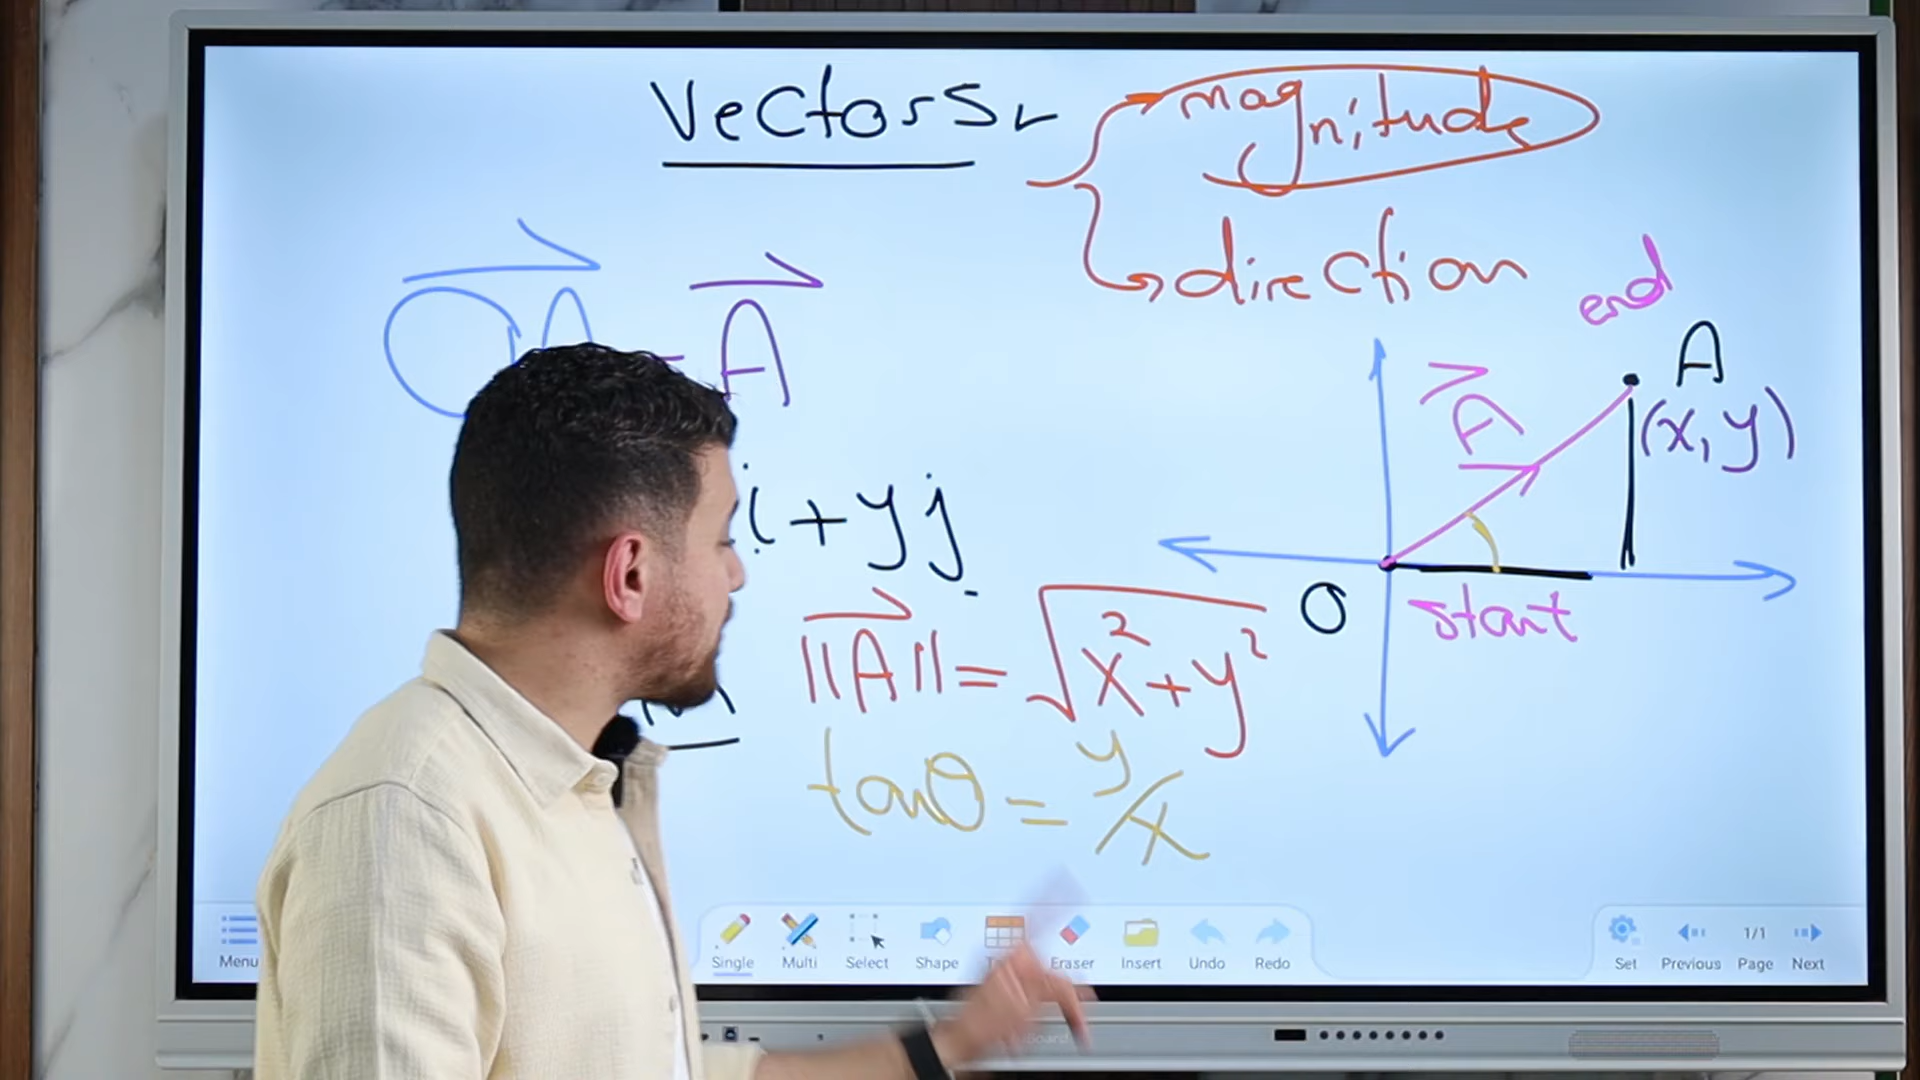 Vectors
magnitude
direction
OA = A
end
A
A
(x, y)
i + yj
||A|| = √x² + y²
O
start
tanθ = y/x
Menu
Single
Multi
Select
Shape
Eraser
Insert
Undo
Redo
Set
Previous
1/1
Page
Next